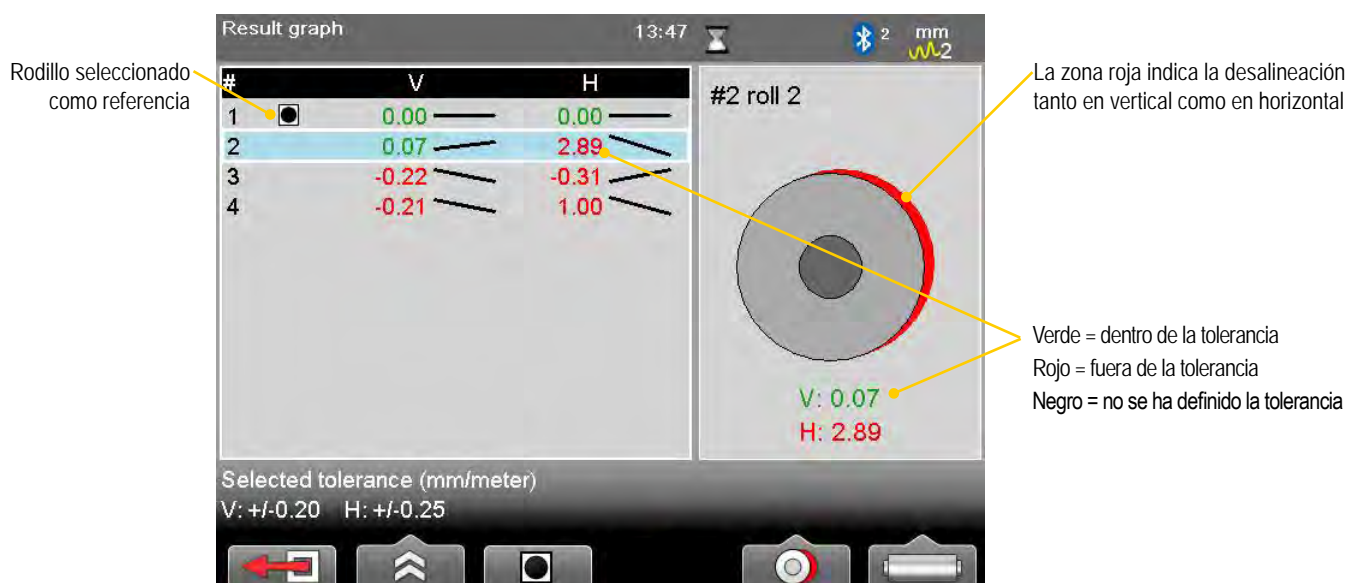 Result graph 13:47 2 mm
2
Rodillo seleccionado
como referencia
# V H
1 0.00 0.00
2 0.07 2.89
3 -0.22 -0.31
4 -0.21 1.00
#2 roll 2
La zona roja indica la desalineación
tanto en vertical como en horizontal
Verde = dentro de la tolerancia
Rojo = fuera de la tolerancia
Negro = no se ha definido la tolerancia
V: 0.07
H: 2.89
Selected tolerance (mm/meter)
V: +/-0.20 H: +/-0.25